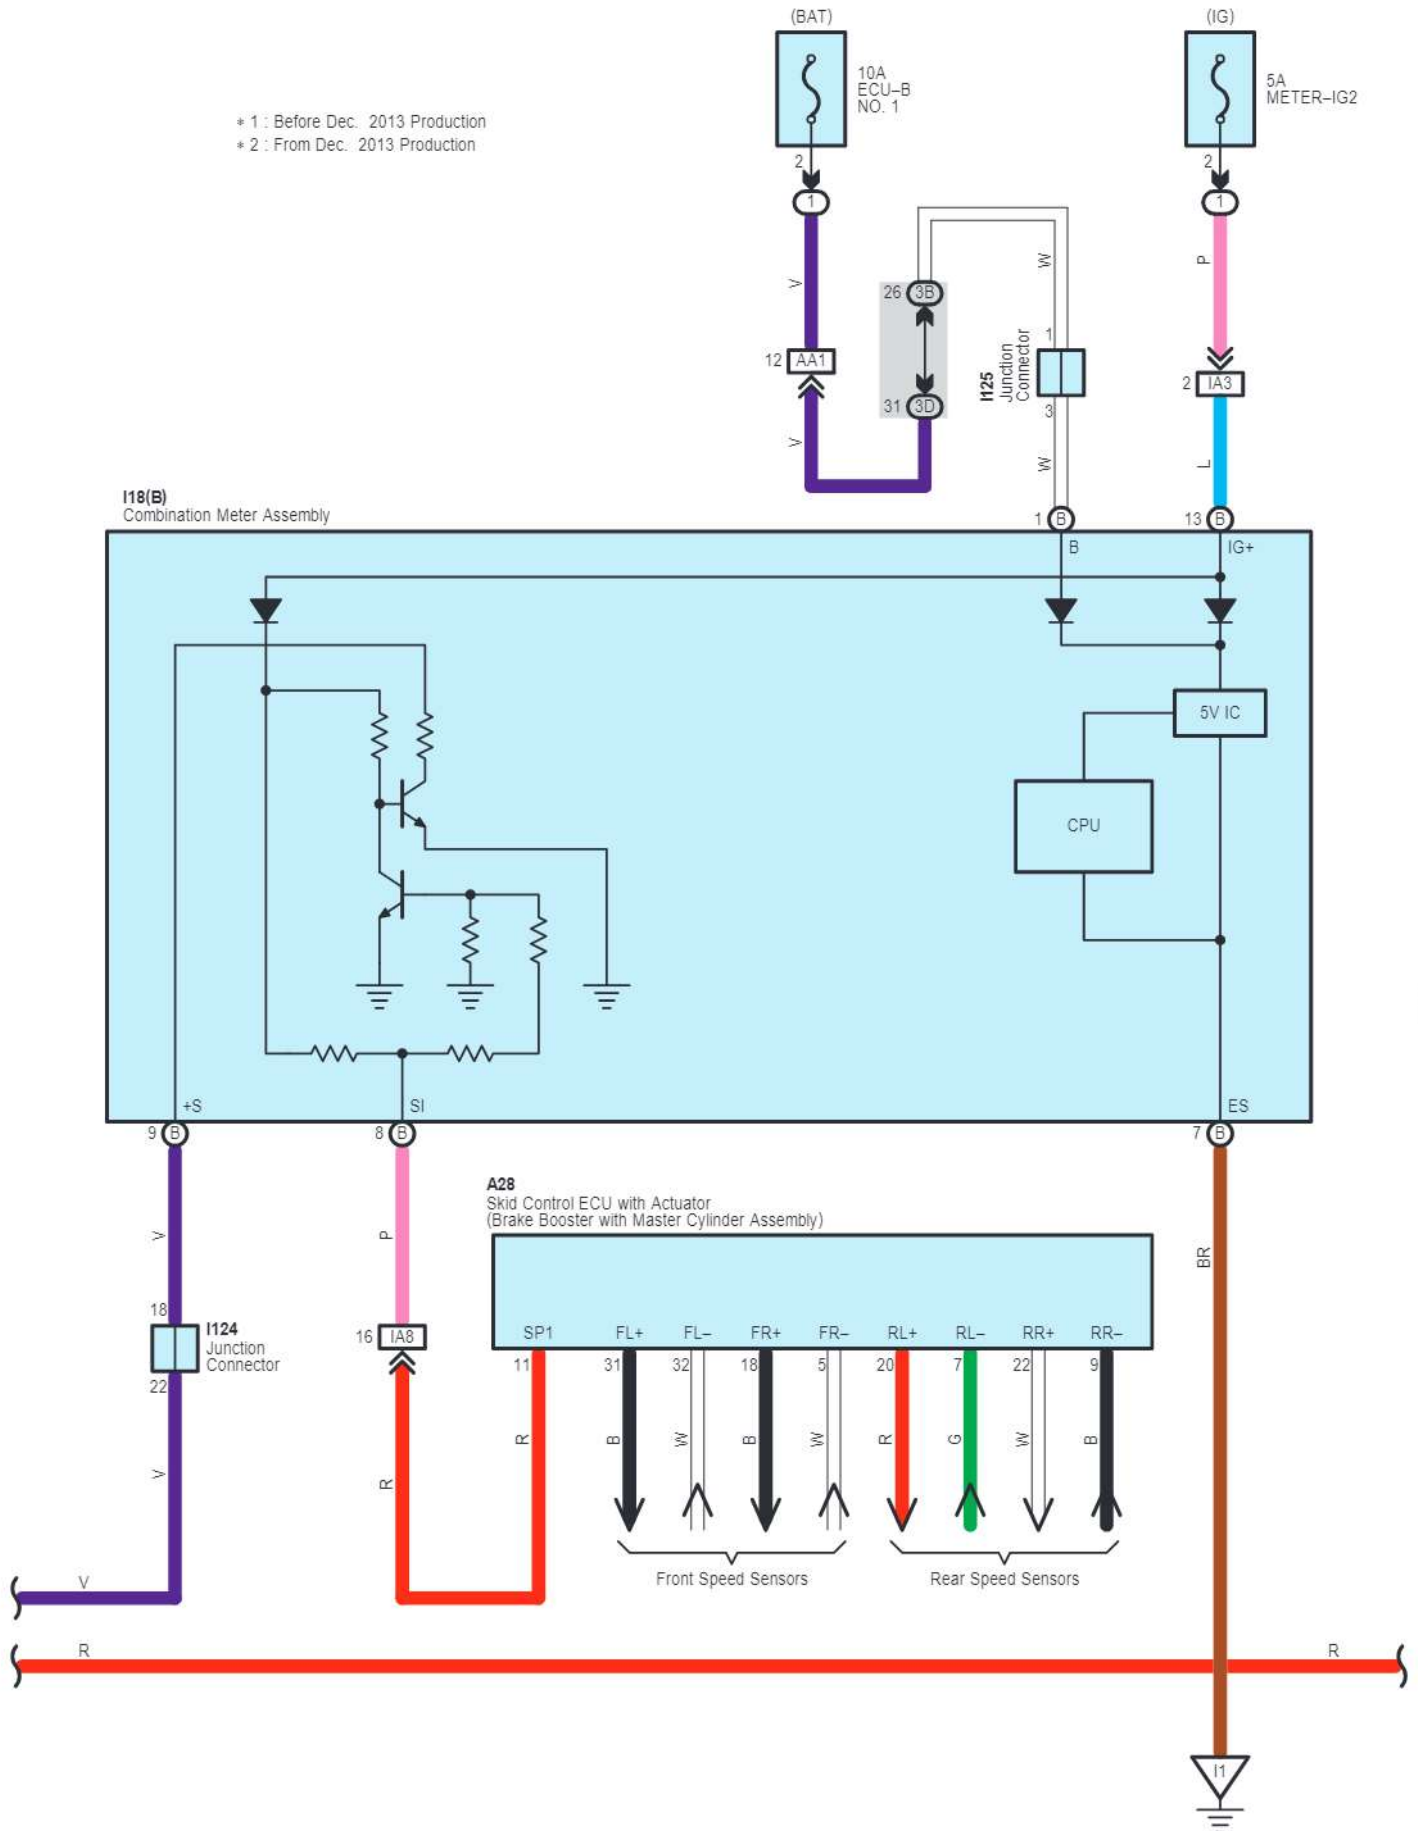 (BAT)
(IG)
10A
ECU–B
NO. 1
5A
METER–IG2
∗ 1 : Before Dec. 2013 Production
∗ 2 : From Dec. 2013 Production
2
2
1
1
V
W
P
26 3B
1
I125
Junction
Connector
12 AA1
2 IA3
31 3D
3
V
W
L
I18(B)
Combination Meter Assembly
1 B
13 B
B
IG+
5V IC
CPU
+S
SI
ES
9 B
8 B
7 B
A28
Skid Control ECU with Actuator
(Brake Booster with Master Cylinder Assembly)
V
P
BR
18
I124
Junction
Connector
22
16 IA8
SP1
FL+
FL–
FR+
FR–
RL+
RL–
RR+
RR–
11
31
32
18
5
20
7
22
9
R
B
W
B
W
R
G
W
B
V
R
Front Speed Sensors
Rear Speed Sensors
V
R
R
I1